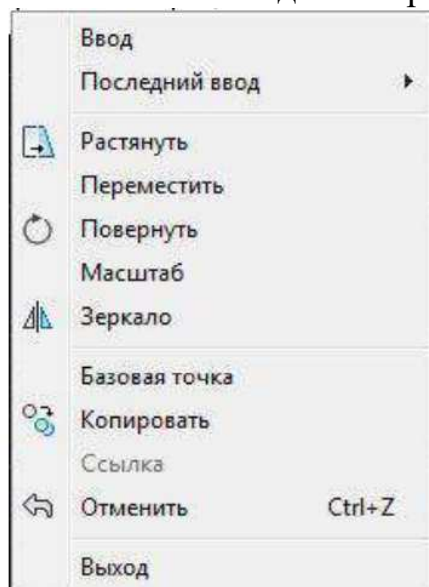 Ввод
Последний ввод
Растянуть
Переместить
Повернуть
Масштаб
Зеркало
Базовая точка
Копировать
Ссылка
Отменить Ctrl+Z
Выход